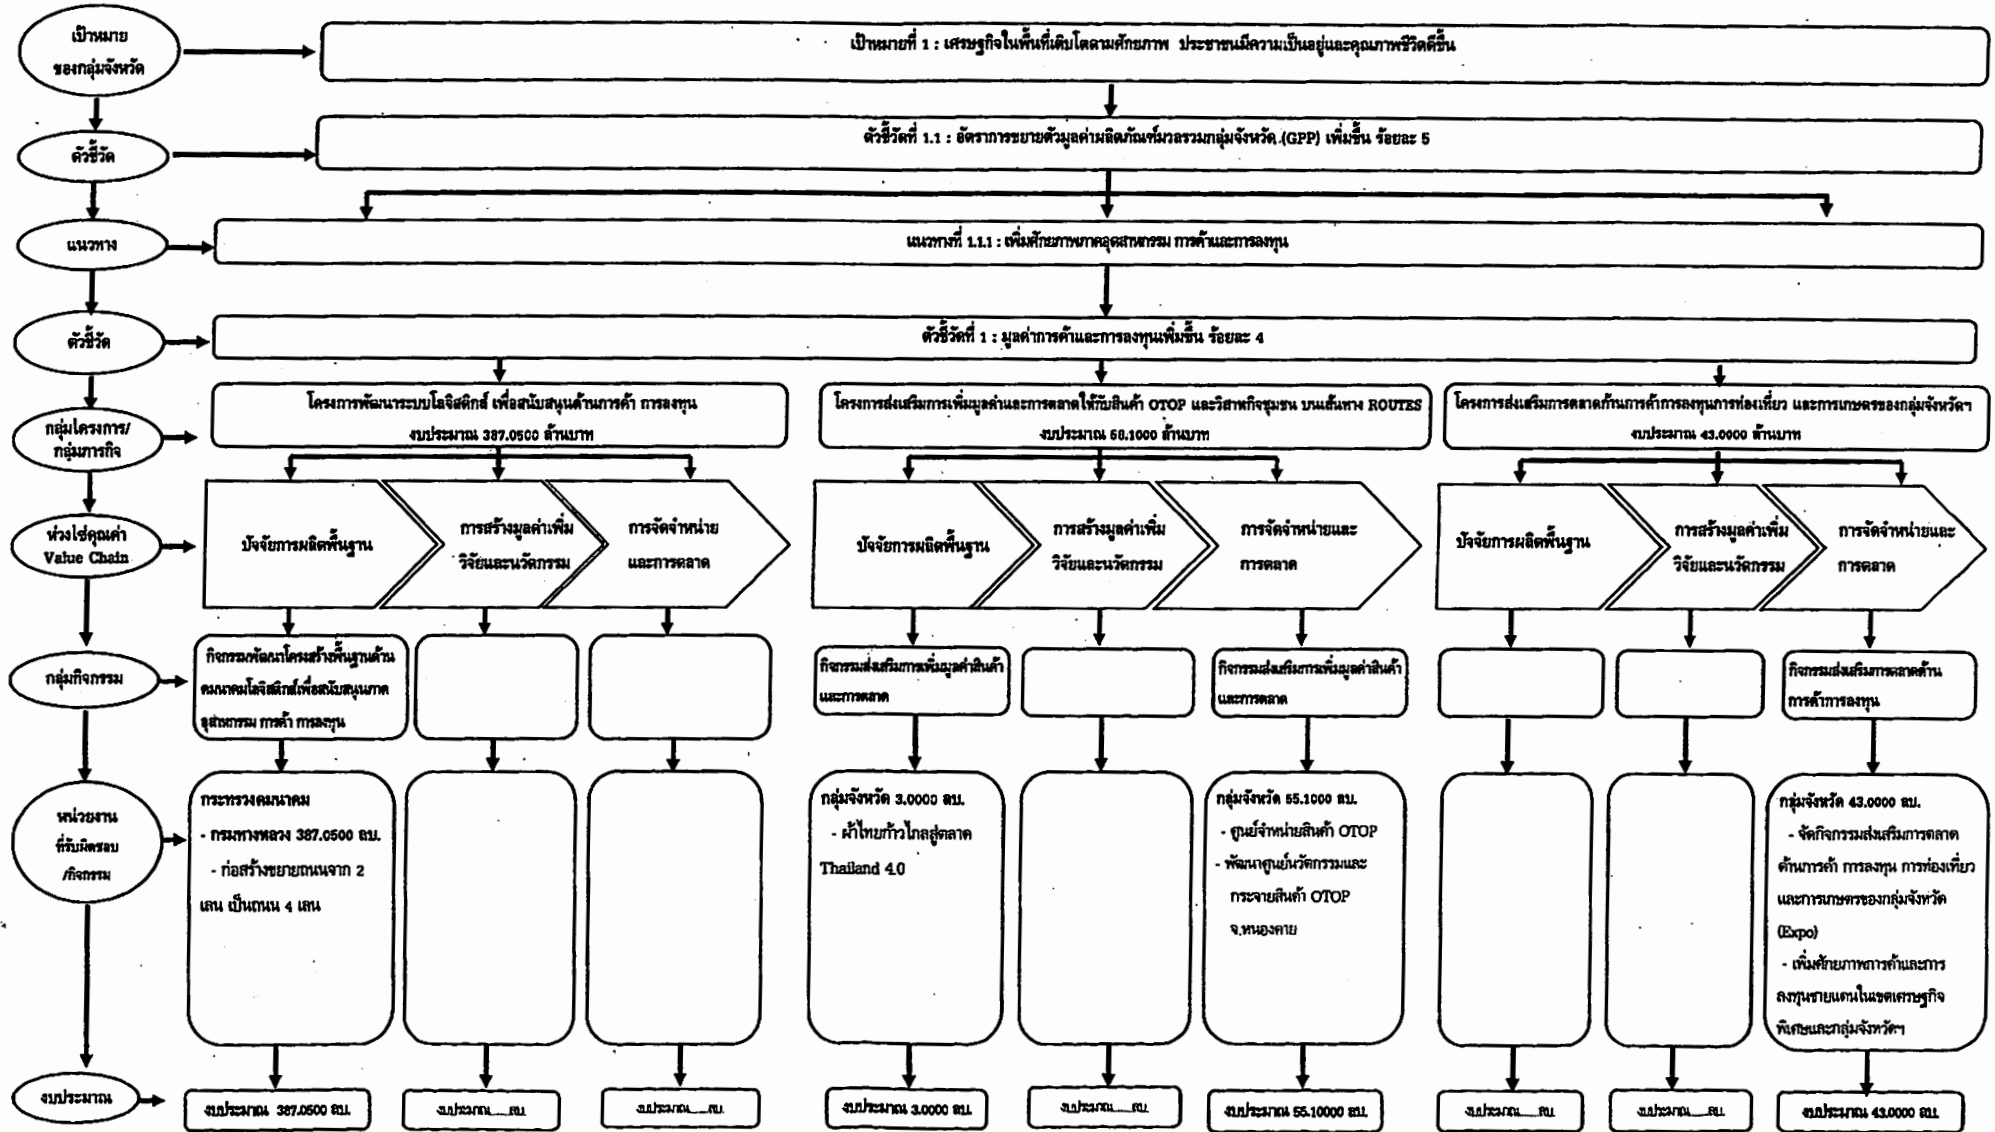 เป้าหมาย
ของกลุ่มจังหวัด
เป้าหมายที่ 1 : เศรษฐกิจในพื้นที่เติบโตตามศักยภาพ ประชาชนมีความเป็นอยู่และคุณภาพชีวิตดีขึ้น
ตัวชี้วัด
ตัวชี้วัดที่ 1.1 : อัตราการขยายตัวมูลค่าผลิตภัณฑ์มวลรวมกลุ่มจังหวัด (GPP) เพิ่มขึ้น ร้อยละ 5
แนวทาง
แนวทางที่ 1.1.1 : เพิ่มศักยภาพภาคอุตสาหกรรม การค้าและการลงทุน
ตัวชี้วัด
ตัวชี้วัดที่ 1 : มูลค่าการค้าและการลงทุนเพิ่มขึ้น ร้อยละ 4
กลุ่มโครงการ/
กลุ่มภารกิจ
โครงการพัฒนาระบบโลจิสติกส์ เพื่อสนับสนุนด้านการค้า การลงทุน
งบประมาณ 387.0500 ล้านบาท
โครงการส่งเสริมการเพิ่มมูลค่าและการตลาดให้กับสินค้า OTOP และวิสาหกิจชุมชน บนเส้นทาง ROUTES
งบประมาณ 58.1000 ล้านบาท
โครงการส่งเสริมการตลาดด้านการค้าการลงทุนการท่องเที่ยว และการเกษตรของกลุ่มจังหวัดฯ
งบประมาณ 43.0000 ล้านบาท
ห่วงโซ่คุณค่า
Value Chain
ปัจจัยการผลิตพื้นฐาน
การสร้างมูลค่าเพิ่ม
วิจัยและนวัตกรรม
การจัดจำหน่าย
และการตลาด
ปัจจัยการผลิตพื้นฐาน
การสร้างมูลค่าเพิ่ม
วิจัยและนวัตกรรม
การจัดจำหน่ายและ
การตลาด
ปัจจัยการผลิตพื้นฐาน
การสร้างมูลค่าเพิ่ม
วิจัยและนวัตกรรม
การจัดจำหน่ายและ
การตลาด
กลุ่มกิจกรรม
กิจกรรมพัฒนาโครงสร้างพื้นฐานด้าน
คมนาคมโลจิสติกส์เพื่อสนับสนุนภาค
อุสาหกรรม การค้า การลงทุน
กิจกรรมส่งเสริมการเพิ่มมูลค่าสินค้า
และการตลาด
กิจกรรมส่งเสริมการเพิ่มมูลค่าสินค้า
และการตลาด
กิจกรรมส่งเสริมการตลาดด้าน
การค้าการลงทุน
หน่วยงาน
ที่รับผิดชอบ
/กิจกรรม
กระทรวงคมนาคม
- กรมทางหลวง 387.0500 ลบ.
- ก่อสร้างขยายถนนจาก 2
เลน เป็นถนน 4 เลน
กลุ่มจังหวัด 3.0000 ลบ.
- ผ้าไทยก้าวไกลสู่ตลาด
Thailand 4.0
กลุ่มจังหวัด 55.1000 ลบ.
- ศูนย์จำหน่ายสินค้า OTOP
- พัฒนาศูนย์นวัตกรรมและ
กระจายสินค้า OTOP
จ.หนองคาย
กลุ่มจังหวัด 43.0000 ลบ.
- จัดกิจกรรมส่งเสริมการตลาด
ด้านการค้า การลงทุน การท่องเที่ยว
และการเกษตรของกลุ่มจังหวัด
(Expo)
- เพิ่มศักยภาพการค้าและการ
ลงทุนชายแดนในเขตเศรษฐกิจ
พิเศษและกลุ่มจังหวัดฯ
งบประมาณ
งบประมาณ 387.0500 ลบ.
งบประมาณ.....ลบ.
งบประมาณ.....ลบ.
งบประมาณ 3.0000 ลบ.
งบประมาณ.....ลบ.
งบประมาณ 55.10000 ลบ.
งบประมาณ.....ลบ.
งบประมาณ.....ลบ.
งบประมาณ 43.0000 ลบ.